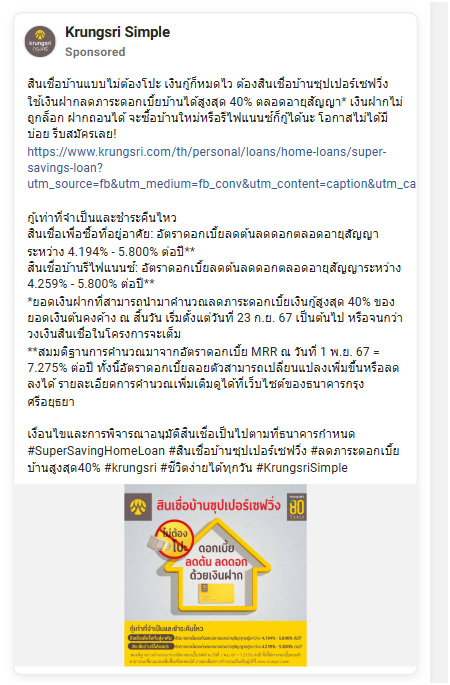 Krungsri Simple
Sponsored
krungsri
กรุงศรี
สินเชื่อบ้านแบบไม่ต้องโปะ เงินกู้ก็หมดไว ต้องสินเชื่อบ้านซุปเปอร์เซฟวิ่ง
ใช้เงินฝากลดภาระดอกเบี้ยบ้านได้สูงสุด 40% ตลอดอายุสัญญา* เงินฝากไม่
ถูกล็อก ฝากถอนได้ จะซื้อบ้านใหม่หรือรีไฟแนนซ์ก็กู้ได้นะ โอกาสไม่ได้มี
บ่อย รีบสมัครเลย!
https://www.krungsri.com/th/personal/loans/home-loans/super-
savings-loan?
utm_source=fb&utm_medium=fb_conv&utm_content=caption&utm_ca
กู้เท่าที่จำเป็นและชำระคืนไหว
สินเชื่อเพื่อซื้อที่อยู่อาศัย: อัตราดอกเบี้ยลดต้นลดดอกตลอดอายุสัญญา
ระหว่าง 4.194% - 5.800% ต่อปี**
สินเชื่อบ้านรีไฟแนนซ์: อัตราดอกเบี้ยลดต้นลดดอกตลอดอายุสัญญาระหว่าง
4.259% - 5.800% ต่อปี**
*ยอดเงินฝากที่สามารถนำมาคำนวณลดภาระดอกเบี้ยเงินกู้สูงสุด 40% ของ
ยอดเงินต้นคงค้าง ณ สิ้นวัน เริ่มตั้งแต่วันที่ 23 ก.ย. 67 เป็นต้นไป หรือจนกว่า
วงเงินสินเชื่อในโครงการจะเต็ม
**สมมติฐานการคำนวณมาจากอัตราดอกเบี้ย MRR ณ วันที่ 1 พ.ย. 67 =
7.275% ต่อปี ทั้งนี้อัตราดอกเบี้ยลอยตัวสามารถเปลี่ยนแปลงเพิ่มขึ้นหรือลด
ลงได้ รายละเอียดการคำนวณเพิ่มเติมดูได้ที่เว็บไซต์ของธนาคารกรุง
ศรีอยุธยา
เงื่อนไขและการพิจารณาอนุมัติสินเชื่อเป็นไปตามที่ธนาคารกำหนด
#SuperSavingHomeLoan #สินเชื่อบ้านซุปเปอร์เซฟวิ่ง #ลดภาระดอกเบี้ย
บ้านสูงสุด40% #krungsri #ชีวิตง่ายได้ทุกวัน #KrungsriSimple
สินเชื่อบ้านซุปเปอร์เซฟวิ่ง
80
ไม่ต้อง
โปะ
ดอกเบี้ย
ลดต้น ลดดอก
ด้วยเงินฝาก
กู้เท่าที่จำเป็นและชำระคืนไหว